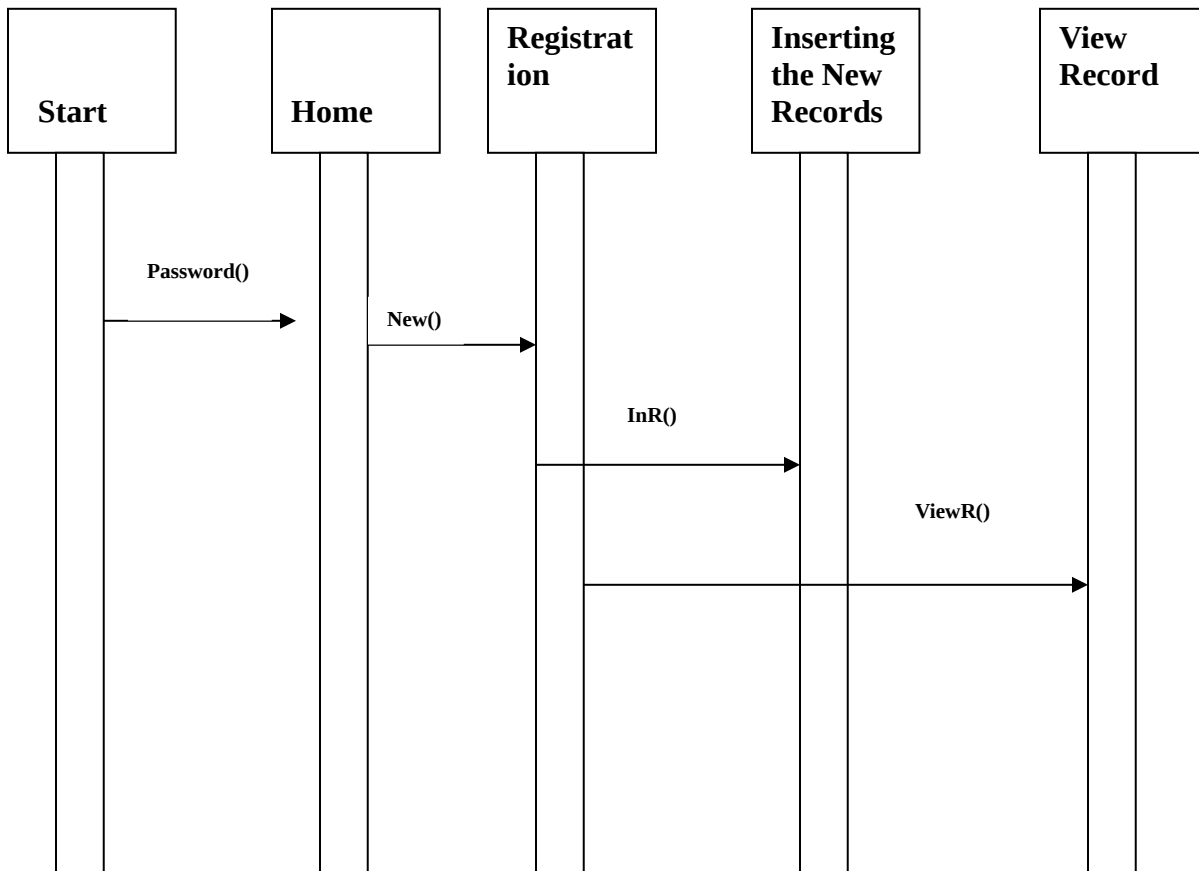 Start
Home
Registrat
ion
Inserting
the New
Records
View
Record
Password()
New()
InR()
ViewR()